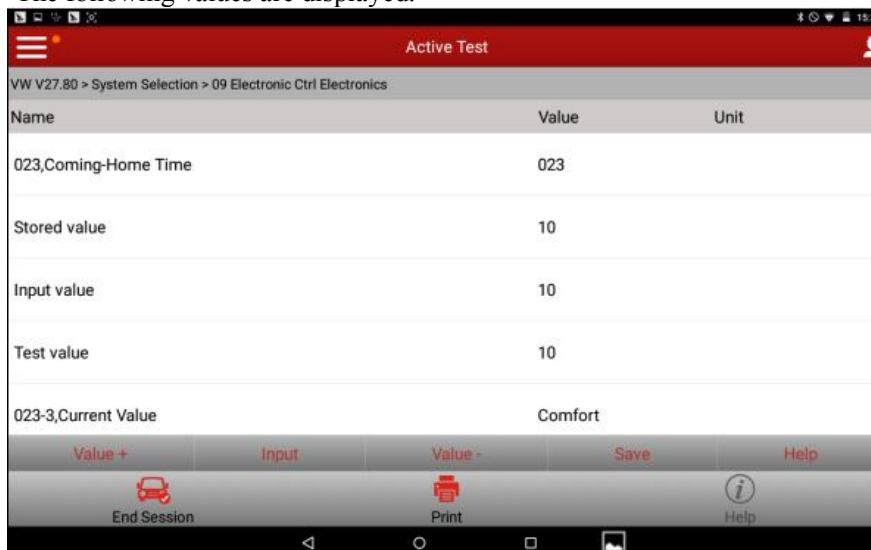 The following values are displayed.
15:
Active Test
VW V27.80 > System Selection > 09 Electronic Ctrl Electronics
Name Value Unit
023,Coming-Home Time 023
Stored value 10
Input value 10
Test value 10
023-3,Current Value Comfort
Value + Input Value - Save Help
End Session Print Help